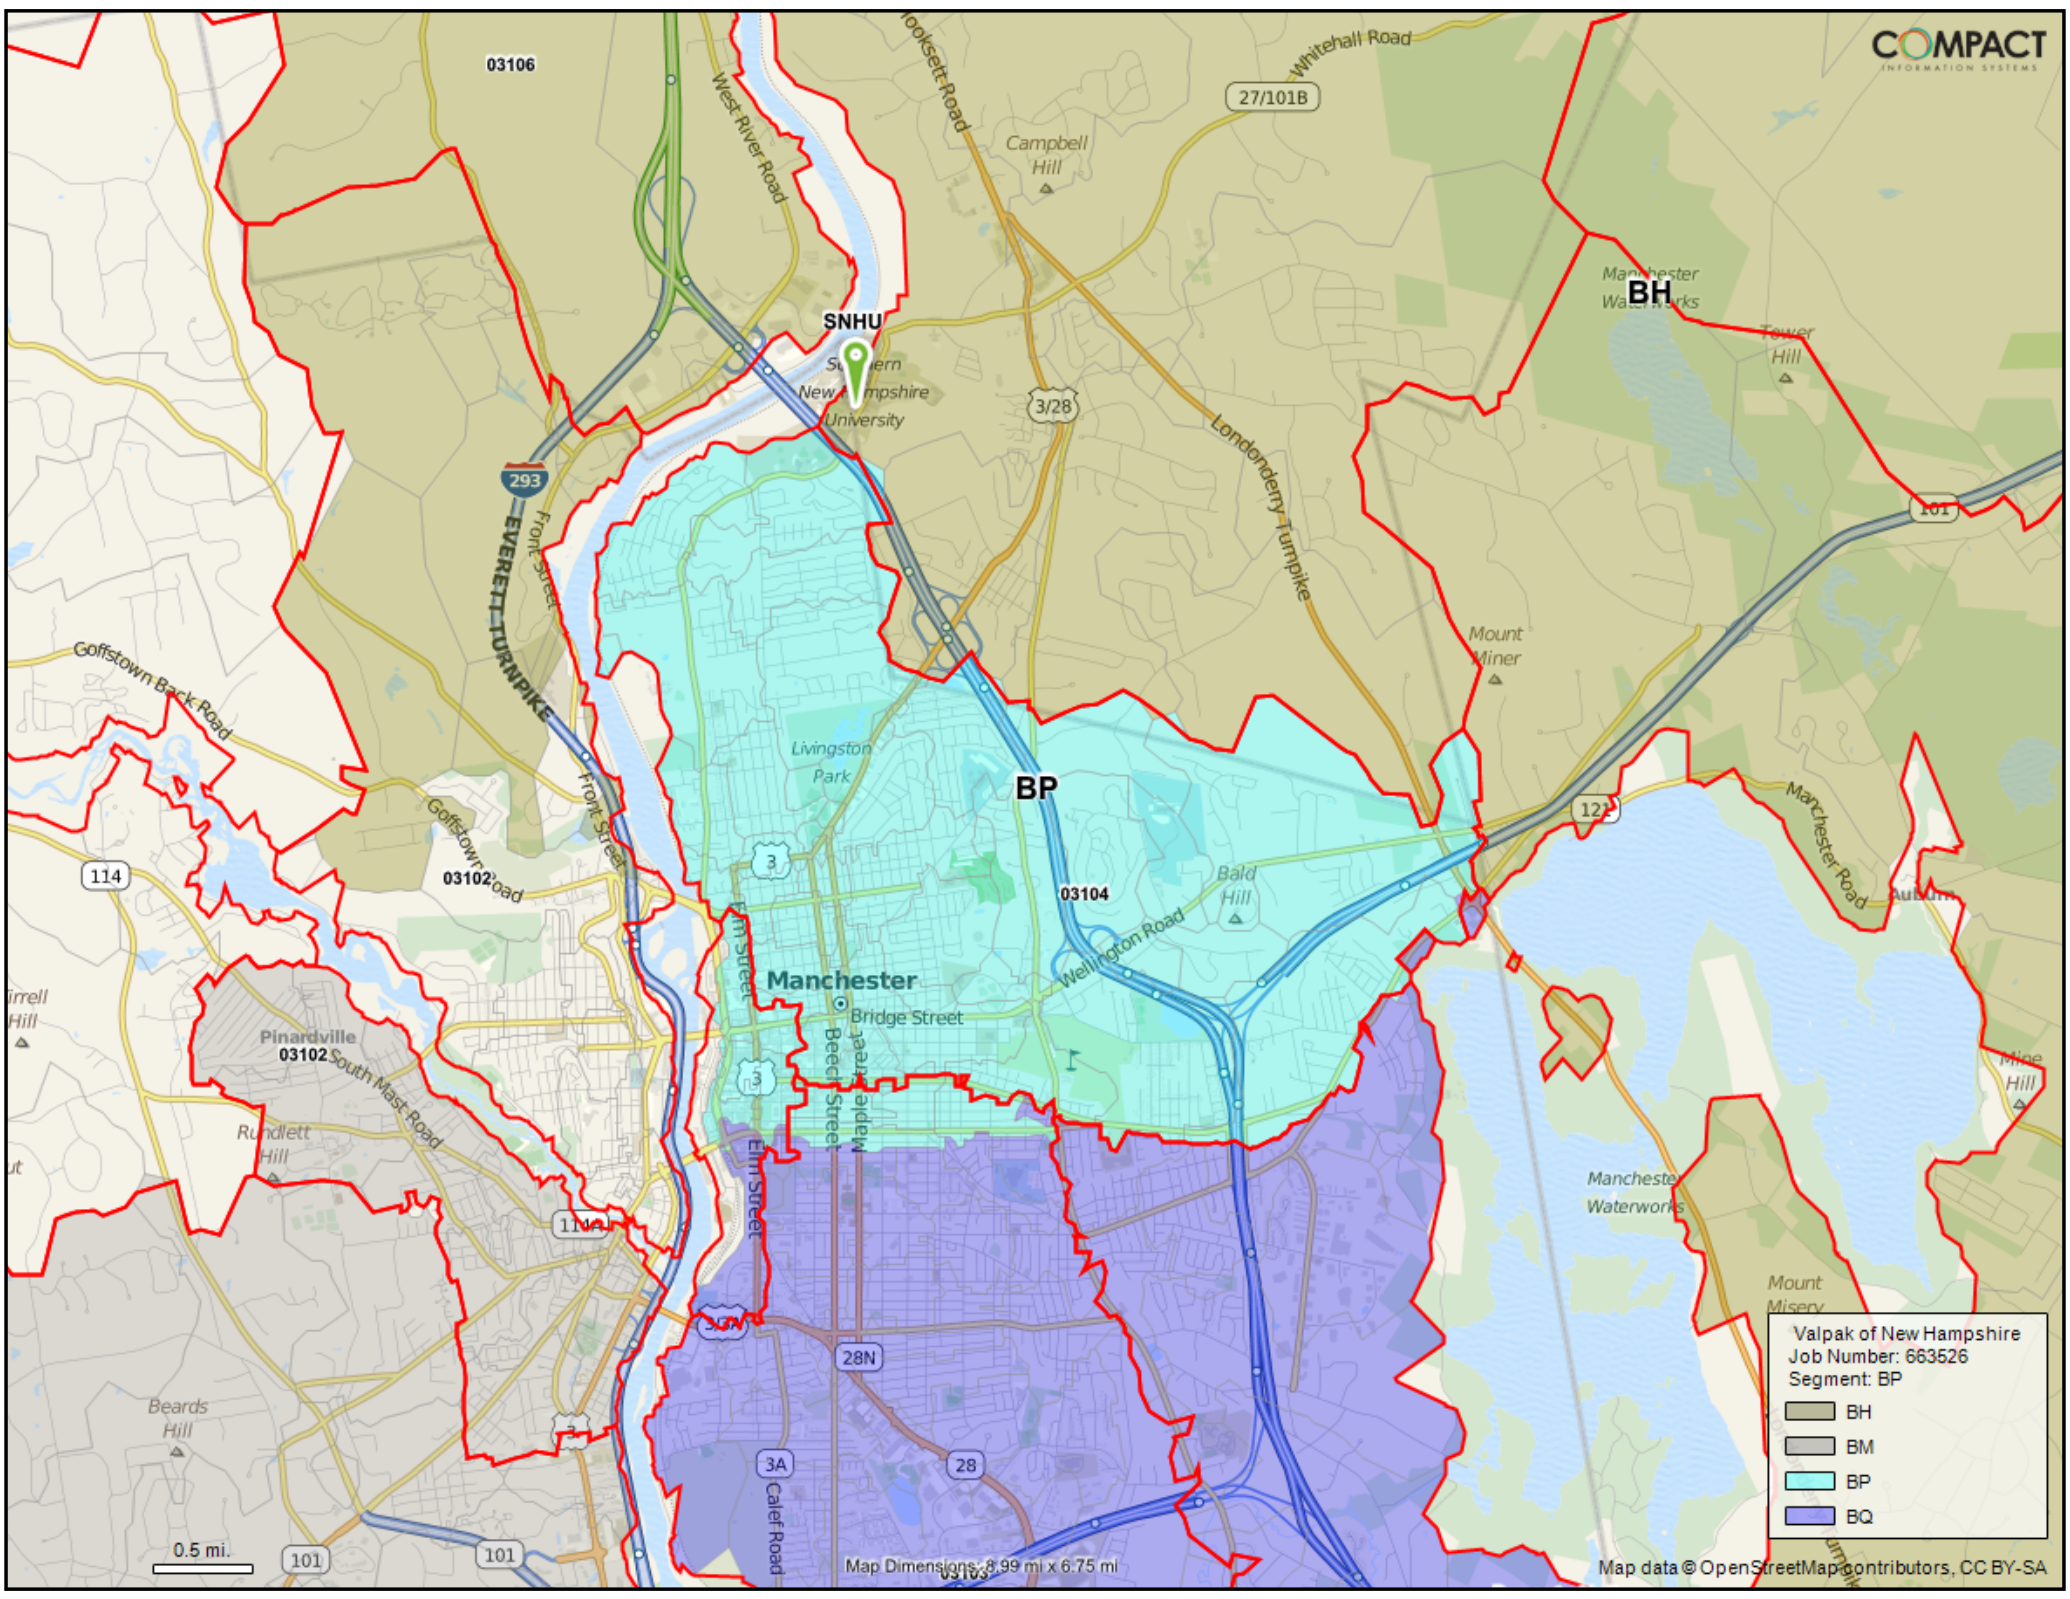 COMPACT
INFORMATION SYSTEMS
03106
Hooksett Road
Whitehall Road
27/101B
West River Road
Campbell
Hill
Manchester
Waterworks
BH
SNHU
Southern
New Hampshire
University
Tower
Hill
3/28
Londonderry Turnpike
293
EVERETT TURNPIKE
Front Street
101
Mount
Miner
Goffstown Back Road
Livingston
Park
BP
Front Street
121
Manchester Road
Goffstown Road
114
03102
3
Bald
Hill
03104
Auburn
Elm Street
Wellington Road
Manchester
Bridge Street
Pinardville
03102
South Mast Road
3
Beech Street
Maple Street
Mine
Hill
Rundlett
Hill
Elm Street
Manchester
Waterworks
114A
3/3A
28N
Mount
Misery
Valpak of New Hampshire
Job Number: 663526
Segment: BP
BH
BM
BP
BQ
Beards
Hill
3
3A
28
Calef Road
0.5 mi.
101
101
Map Dimensions: 8.99 mi x 6.75 mi
03103
Map data © OpenStreetMap contributors, CC BY-SA